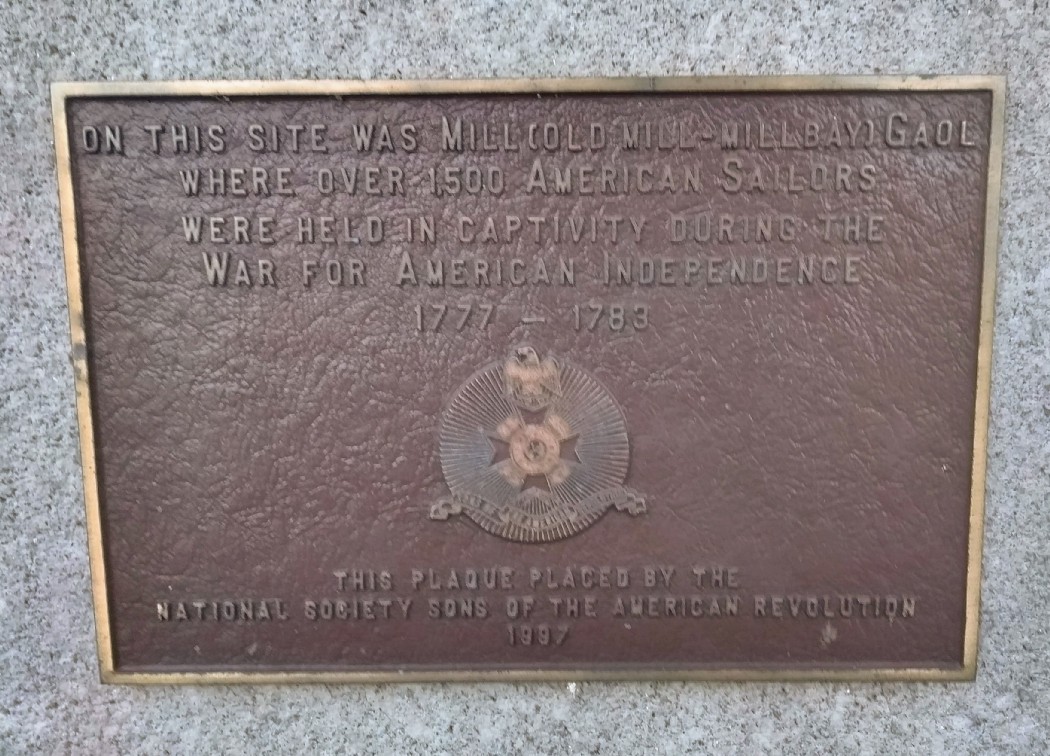 ON THIS SITE WAS MILL (OLD MILL-MILLBAY) GAOL
WHERE OVER 1,500 AMERICAN SAILORS
WERE HELD IN CAPTIVITY DURING THE
WAR FOR AMERICAN INDEPENDENCE
1777 — 1783
THIS PLAQUE PLACED BY THE
NATIONAL SOCIETY SONS OF THE AMERICAN REVOLUTION
1997